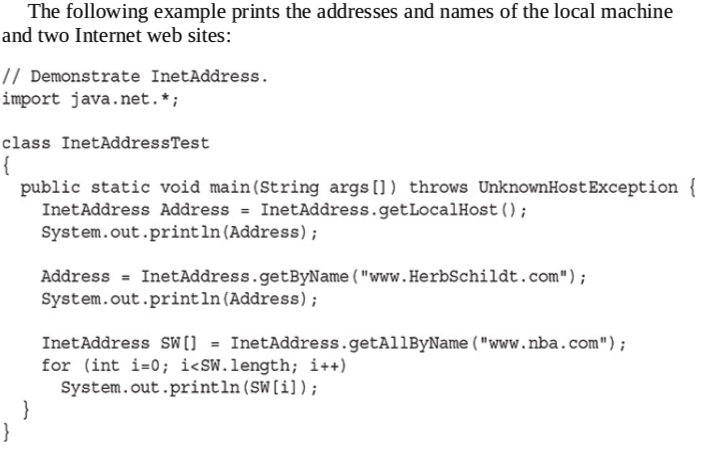 The following example prints the addresses and names of the local machine
and two Internet web sites:
// Demonstrate InetAddress.
import java.net.*;
class InetAddressTest
{
public static void main(String args[]) throws UnknownHostException {
InetAddress Address = InetAddress.getLocalHost();
System.out.println(Address);
Address = InetAddress.getByName("www.HerbSchildt.com");
System.out.println(Address);
InetAddress SW[] = InetAddress.getAllByName("www.nba.com");
for (int i=0; i<SW.length; i++)
System.out.println(SW[i]);
}
}